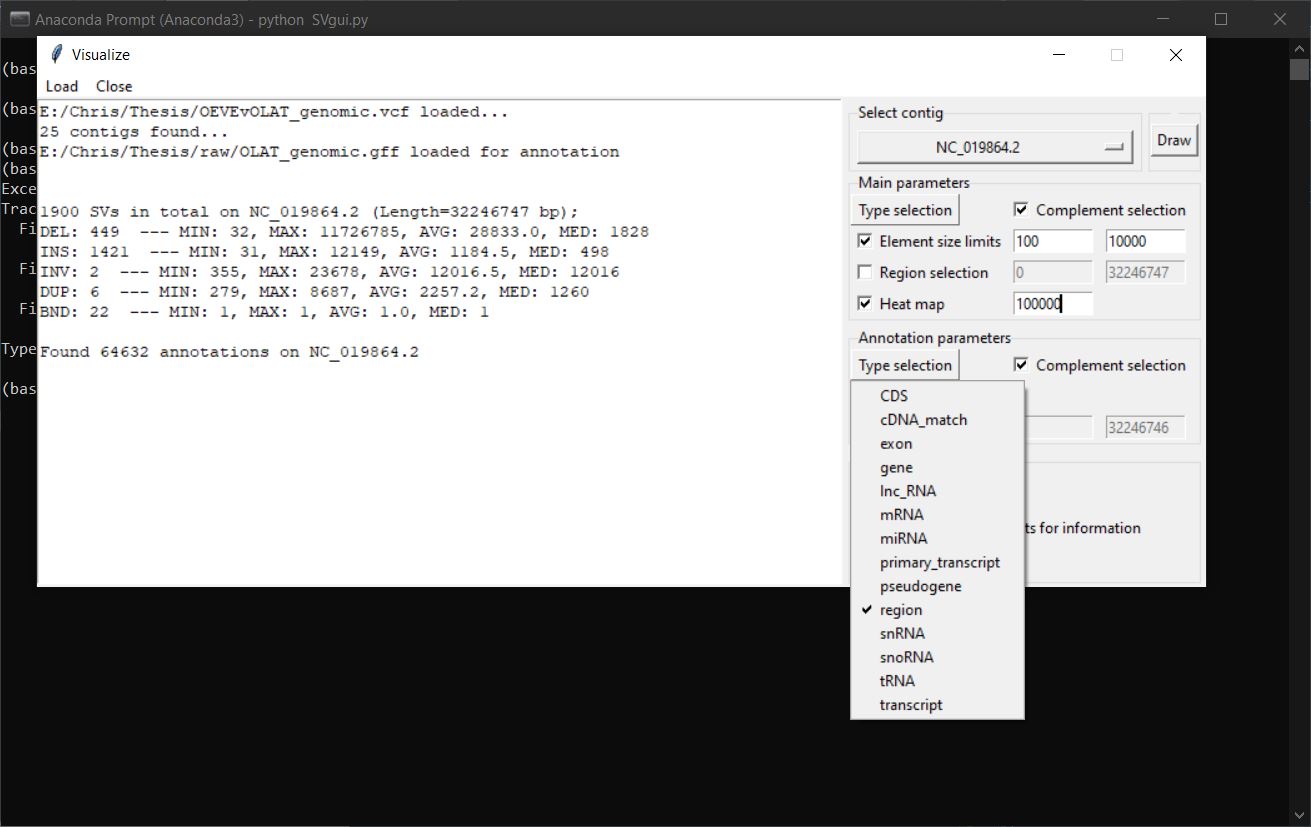 Anaconda Prompt (Anaconda3) - python  SVgui.py
(bas
(bas
(bas
(bas
Exce
Trac
Fi
Fi
Fi
Type
(bas
Visualize
Load Close
E:/Chris/Thesis/OEVEvOLAT_genomic.vcf loaded...
25 contigs found...
E:/Chris/Thesis/raw/OLAT_genomic.gff loaded for annotation
1900 SVs in total on NC_019864.2 (Length=32246747 bp);
DEL: 449  --- MIN: 32, MAX: 11726785, AVG: 28833.0, MED: 1828
INS: 1421  --- MIN: 31, MAX: 12149, AVG: 1184.5, MED: 498
INV: 2  --- MIN: 355, MAX: 23678, AVG: 12016.5, MED: 12016
DUP: 6  --- MIN: 279, MAX: 8687, AVG: 2257.2, MED: 1260
BND: 22  --- MIN: 1, MAX: 1, AVG: 1.0, MED: 1
Found 64632 annotations on NC_019864.2
Select contig
NC_019864.2 Draw
Main parameters
Type selection Complement selection
Element size limits 100 10000
Region selection 0 32246747
Heat map 100000
Annotation parameters
Type selection Complement selection
CDS
cDNA_match
32246746
exon
gene
lnc_RNA
mRNA
ts for information
miRNA
primary_transcript
pseudogene
region
snRNA
snoRNA
tRNA
transcript